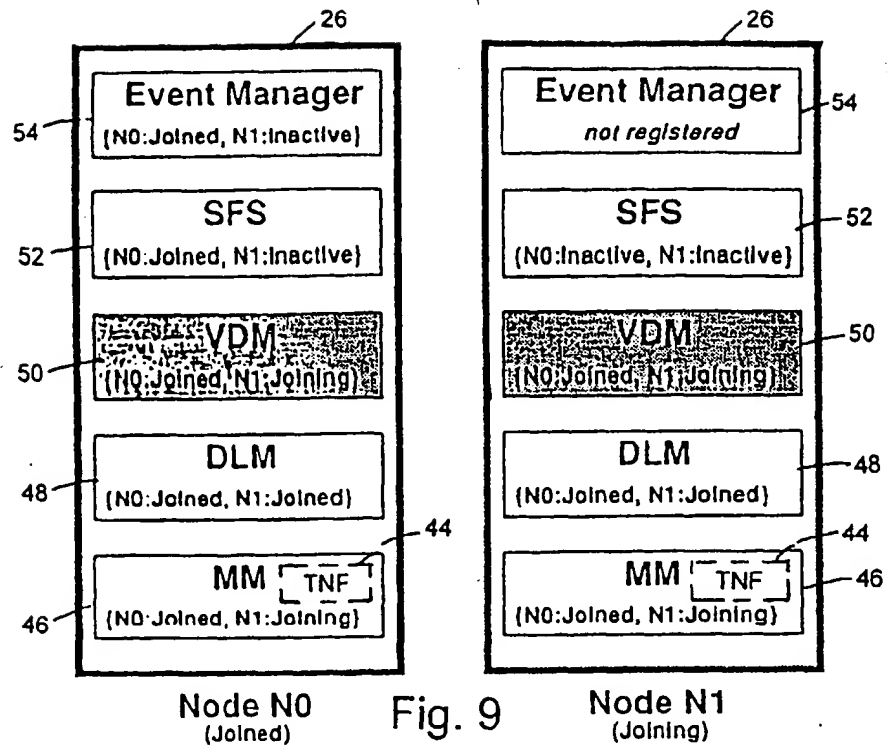 26
Event Manager
{N0:Joined, N1:Inactive}
54
SFS
{N0:Joined, N1:Inactive}
52
VDM
{N0:Joined, N1:Joining}
50
DLM
{N0:Joined, N1:Joined}
48
44
MM
TNF
{N0:Joined, N1:Joining}
46
Node N0
(Joined)
26
Event Manager
not registered
54
SFS
{N0:Inactive, N1:Inactive}
52
VDM
{N0:Joined, N1:Joining}
50
DLM
{N0:Joined, N1:Joined}
48
44
MM
TNF
{N0:Joined, N1:Joining}
46
Node N1
(Joining)
Fig. 9